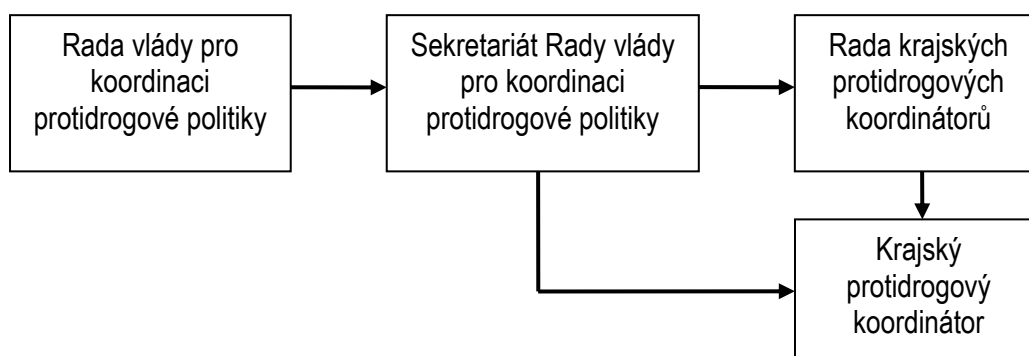 Rada vlády pro
koordinaci
protidrogové politiky
Sekretariát Rady vlády
pro koordinaci
protidrogové politiky
Rada krajských
protidrogových
koordinátorů
Krajský
protidrogový
koordinátor